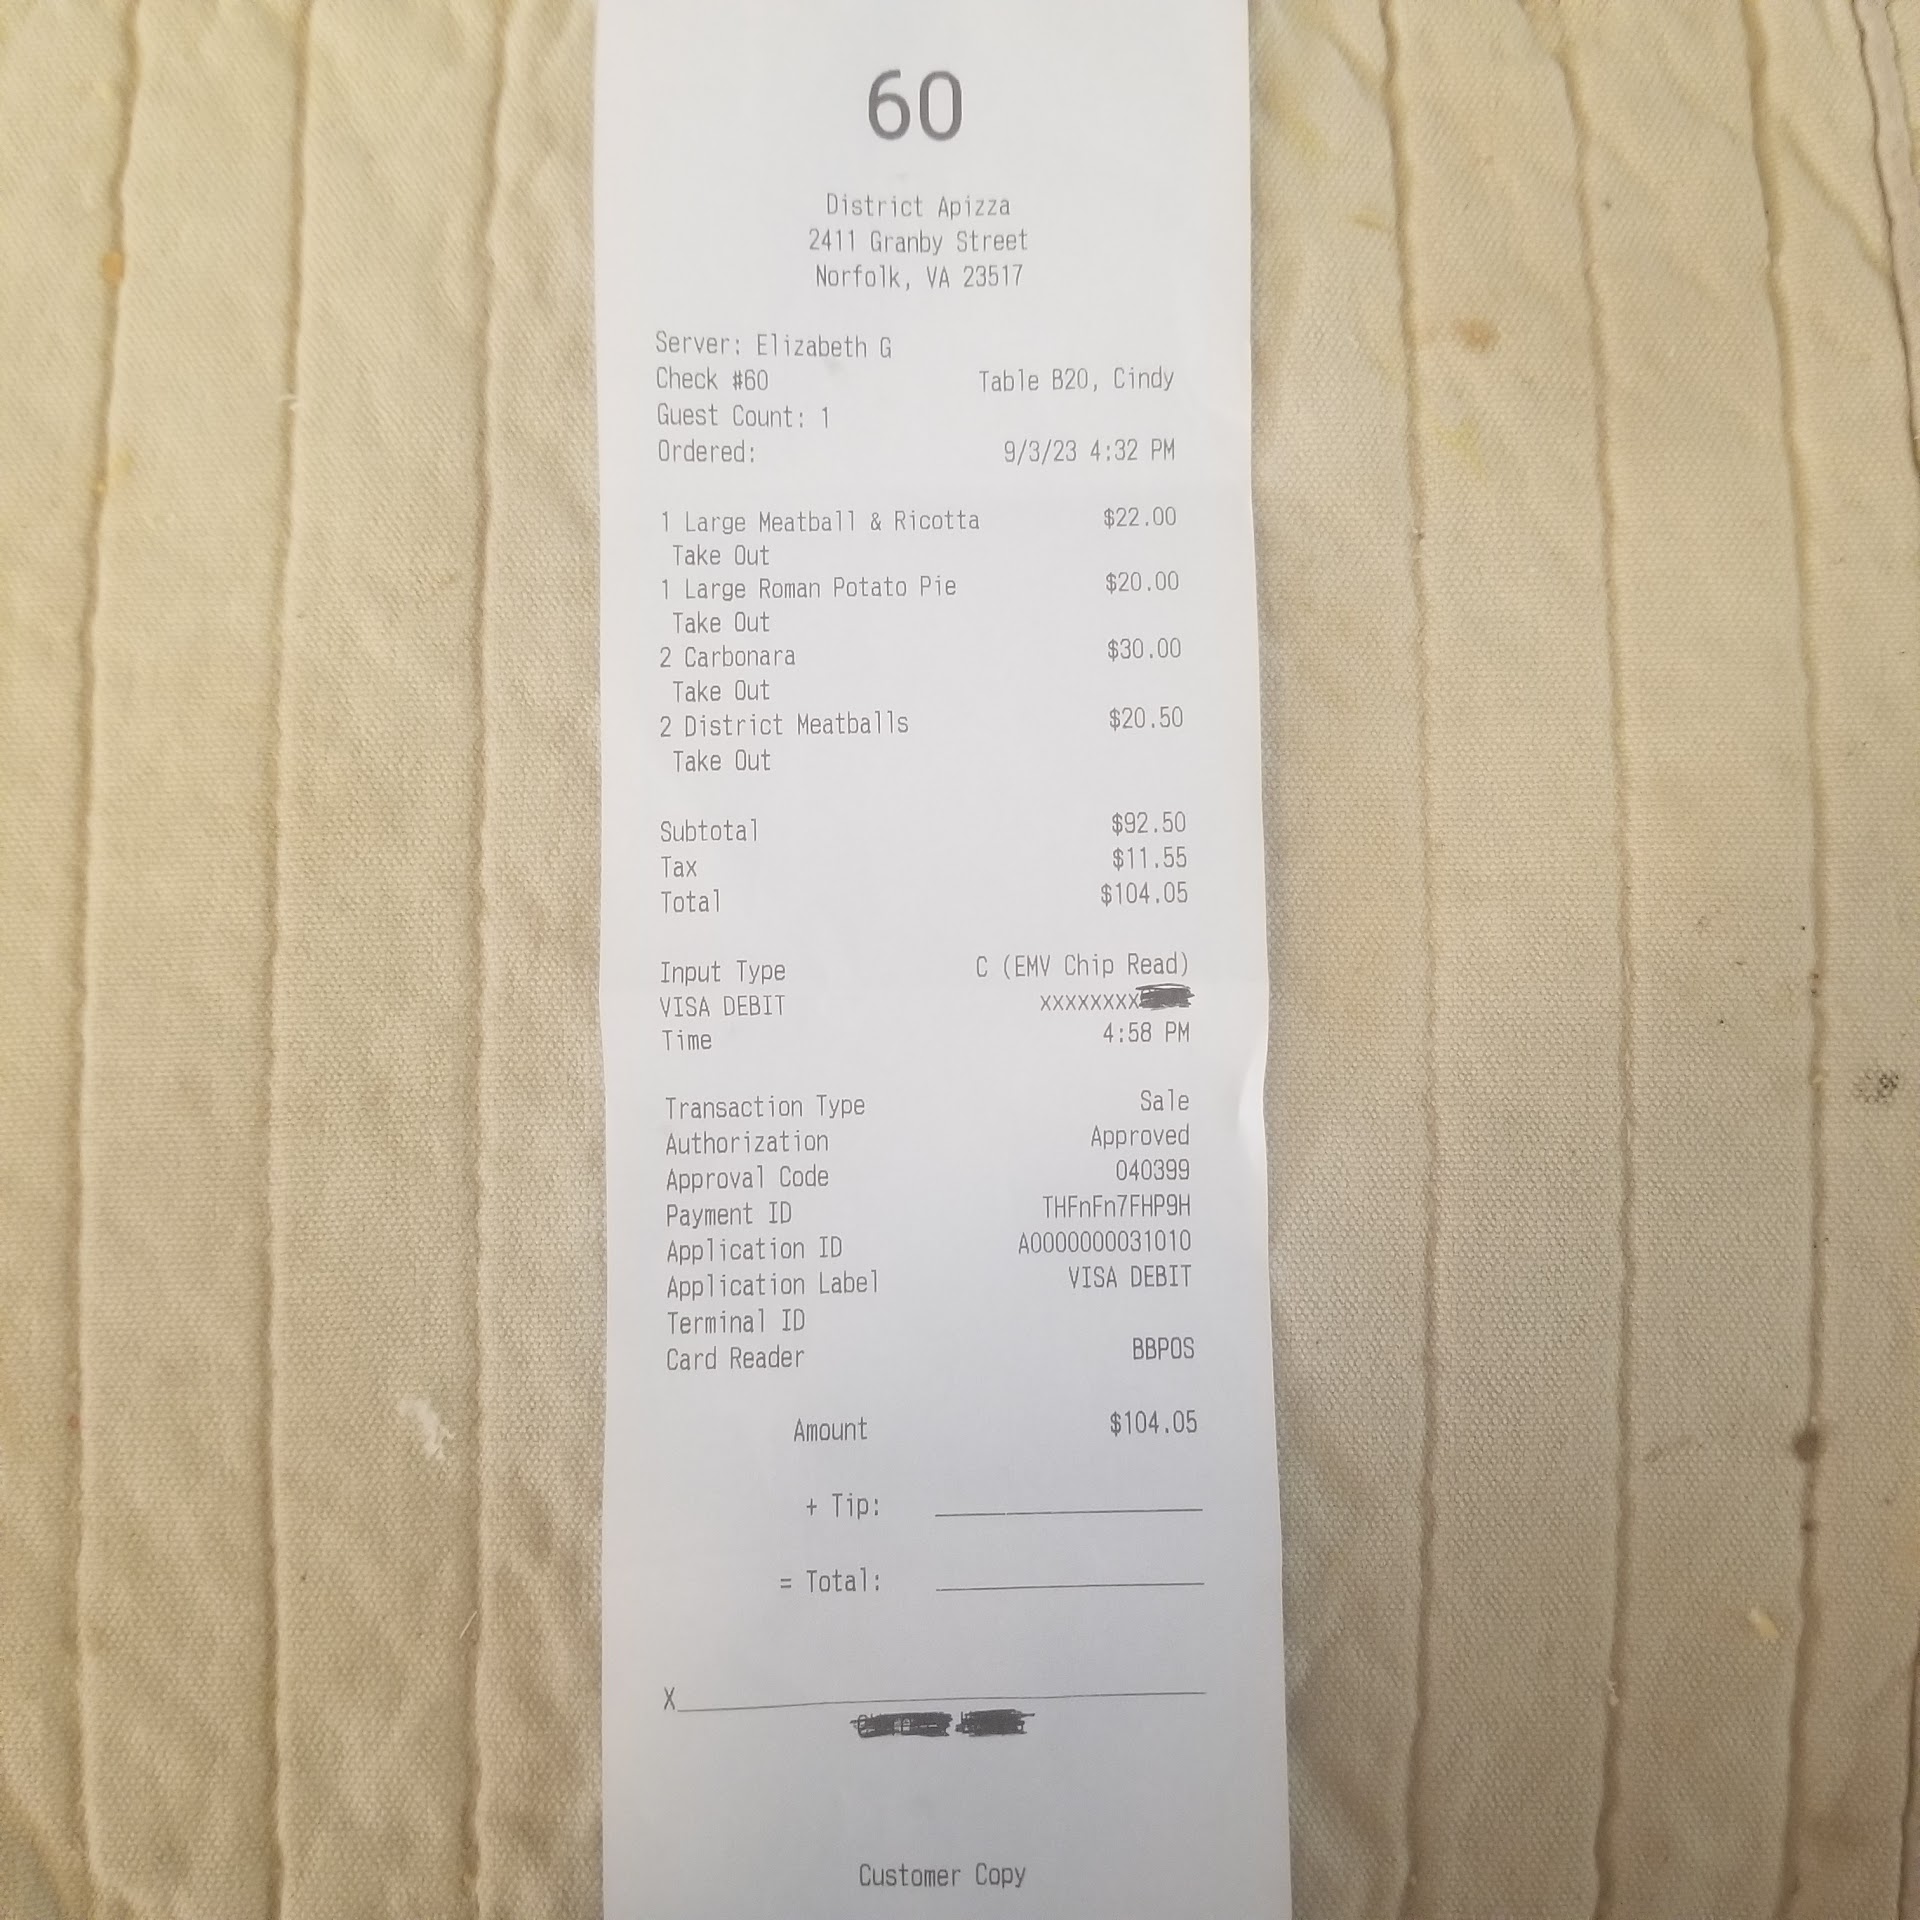 60
District Apizza
2411 Granby Street
Norfolk, VA 23517
Server: Elizabeth G
Check #60 Table B20, Cindy
Guest Count: 1
Ordered: 9/3/23 4:32 PM
1 Large Meatball & Ricotta $22.00
Take Out
1 Large Roman Potato Pie $20.00
Take Out
2 Carbonara $30.00
Take Out
2 District Meatballs $20.50
Take Out
Subtotal $92.50
Tax $11.55
Total $104.05
Input Type C (EMV Chip Read)
VISA DEBIT xxxxxxxx
Time 4:58 PM
Transaction Type Sale
Authorization Approved
Approval Code 040399
Payment ID THFnFn7FHP9H
Application ID A0000000031010
Application Label VISA DEBIT
Terminal ID
Card Reader BBPOS
Amount $104.05
+ Tip:
= Total:
X
Customer Copy